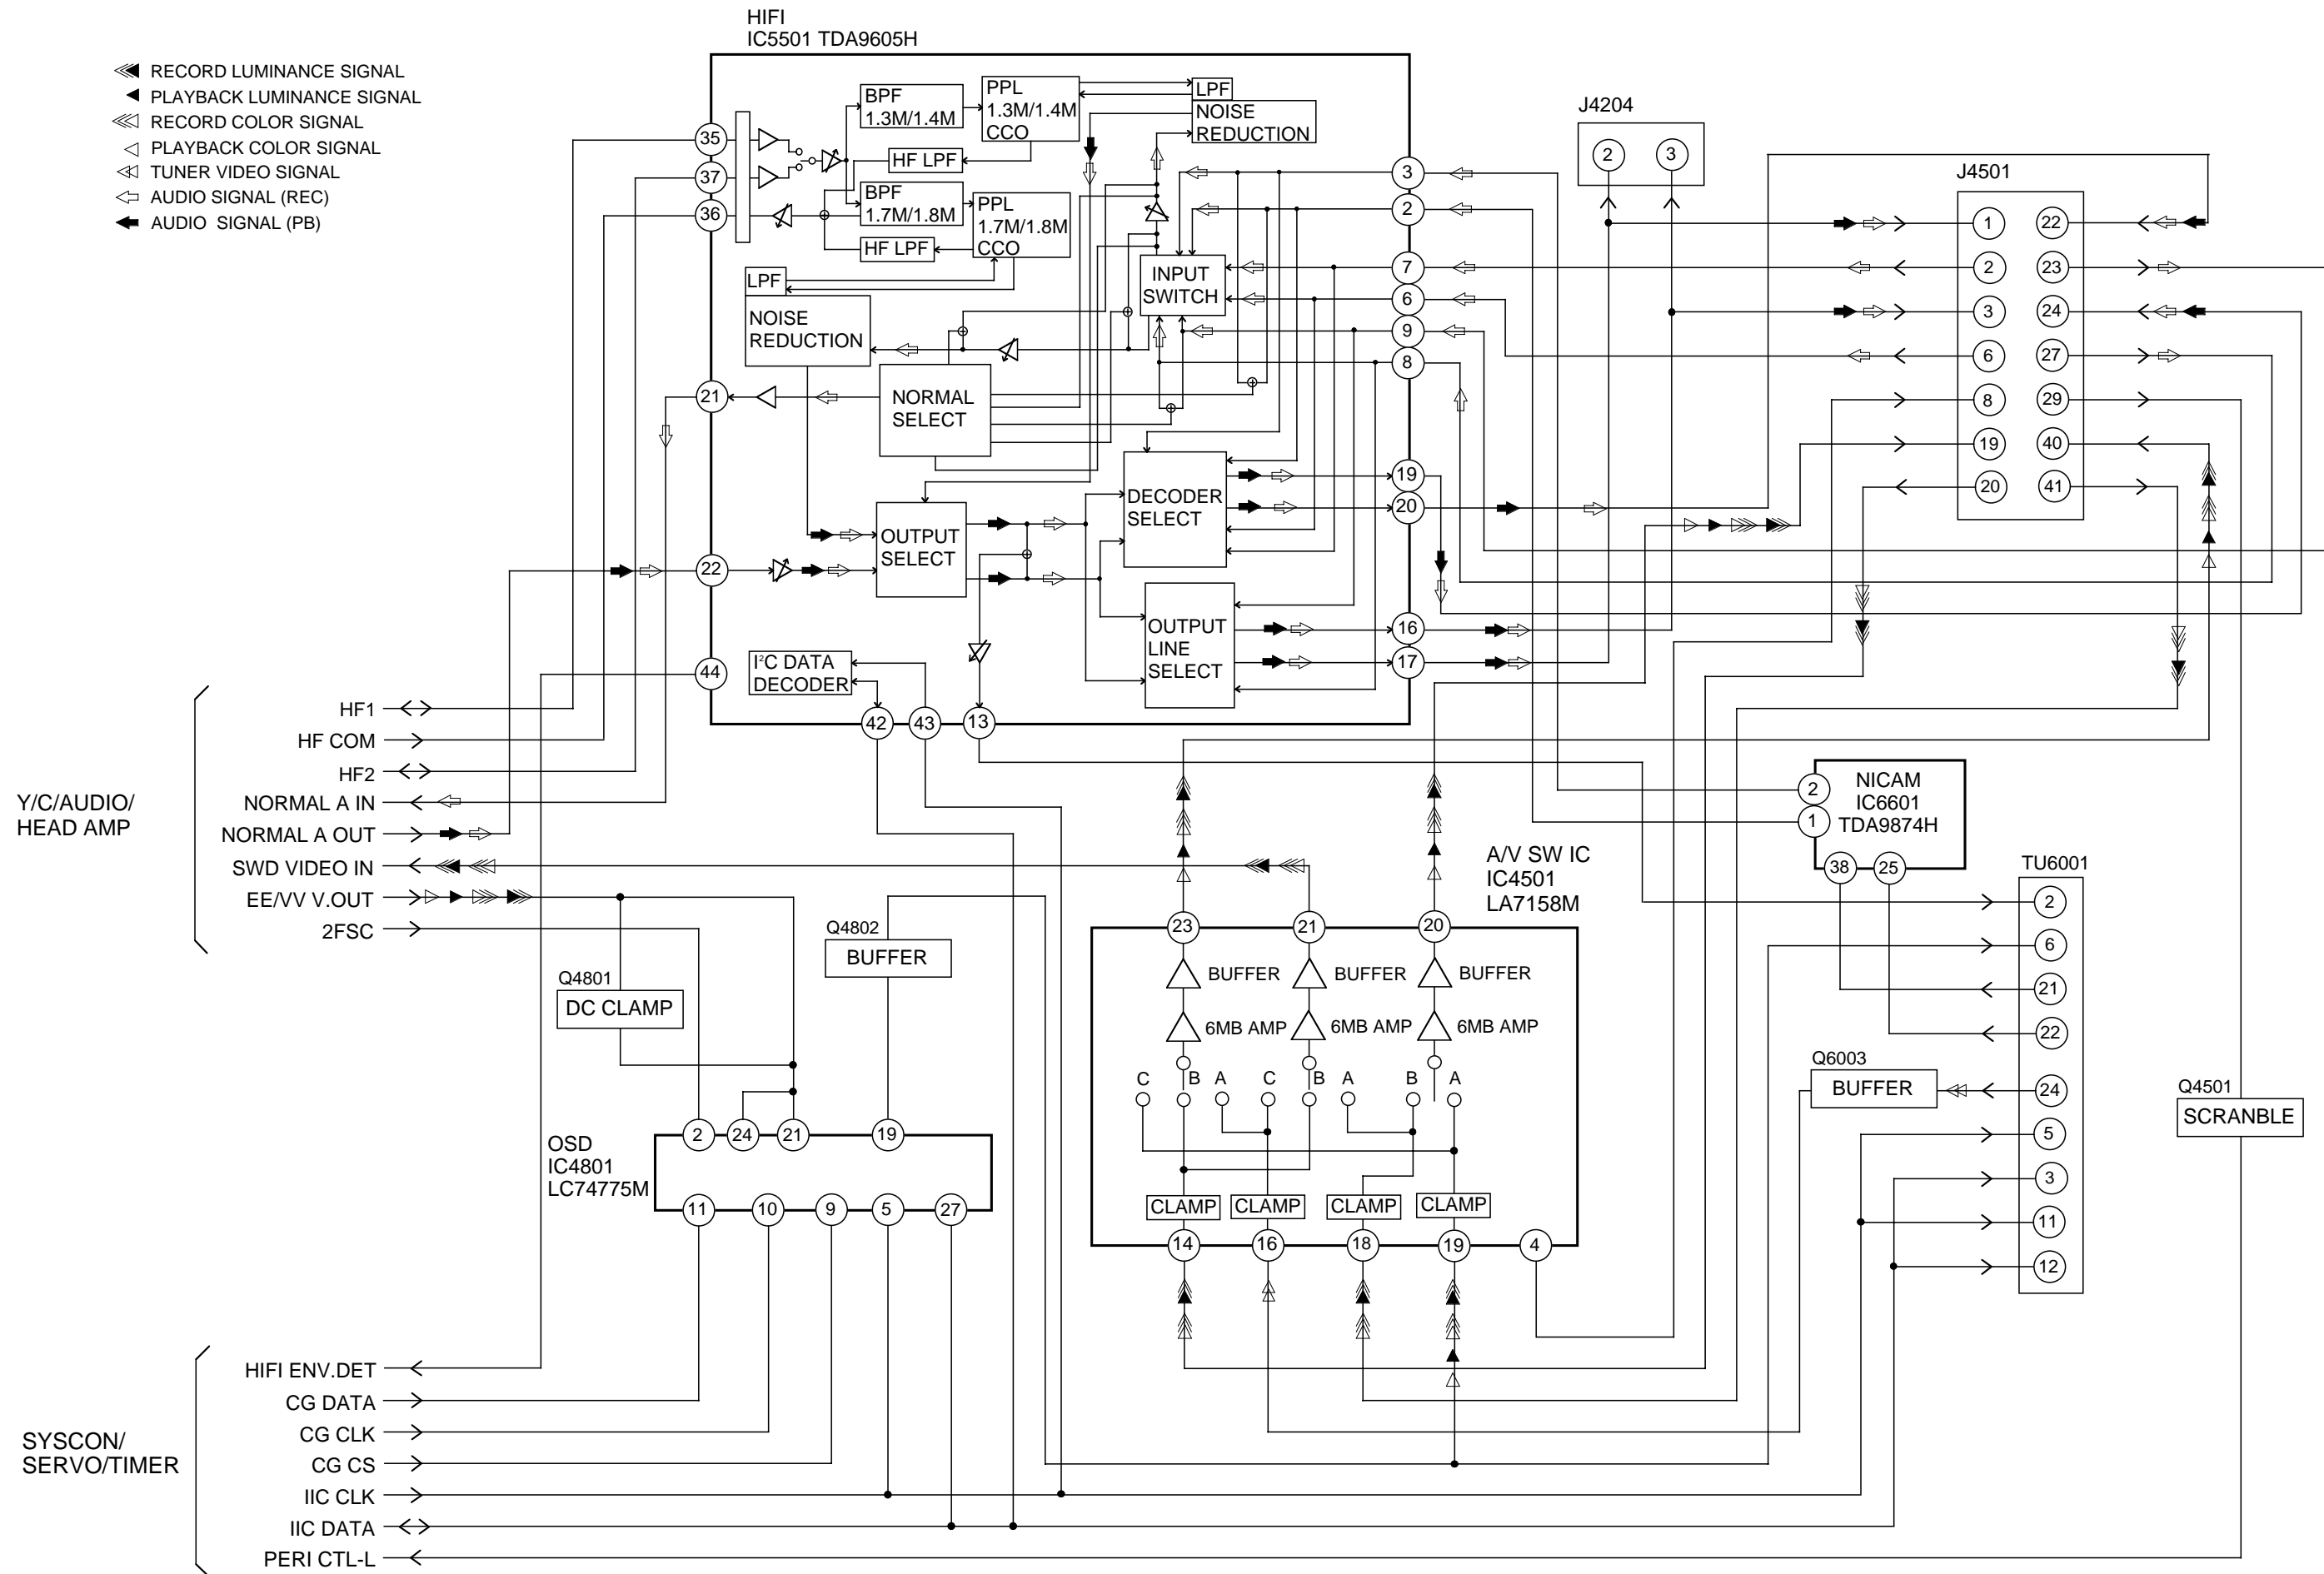 HIFI
IC5501 TDA9605H
RECORD LUMINANCE SIGNAL
PLAYBACK LUMINANCE SIGNAL
RECORD COLOR SIGNAL
PLAYBACK COLOR SIGNAL
TUNER VIDEO SIGNAL
AUDIO SIGNAL (REC)
AUDIO SIGNAL (PB)
35
37
36
BPF
1.3M/1.4M
PPL
1.3M/1.4M
CCO
LPF
NOISE
REDUCTION
HF LPF
BPF
1.7M/1.8M
PPL
1.7M/1.8M
CCO
HF LPF
LPF
NOISE
REDUCTION
INPUT
SWITCH
NORMAL
SELECT
21
22
44
OUTPUT
SELECT
DECODER
SELECT
OUTPUT
LINE
SELECT
I²C DATA
DECODER
42
43
13
3
2
7
6
9
8
19
20
16
17
J4204
2
3
J4501
1
22
2
23
3
24
6
27
8
29
19
40
20
41
Y/C/AUDIO/
HEAD AMP
HF1
HF COM
HF2
NORMAL A IN
NORMAL A OUT
SWD VIDEO IN
EE/VV V.OUT
2FSC
Q4801
DC CLAMP
Q4802
BUFFER
OSD
IC4801
LC74775M
2
24
21
19
11
10
9
5
27
A/V SW IC
IC4501
LA7158M
23
21
20
BUFFER
BUFFER
BUFFER
6MB AMP
6MB AMP
6MB AMP
C
B
A
C
B
A
B
A
CLAMP
CLAMP
CLAMP
CLAMP
14
16
18
19
4
NICAM
IC6601
TDA9874H
2
1
38
25
TU6001
2
6
21
22
24
5
3
11
12
Q6003
BUFFER
Q4501
SCRANBLE
SYSCON/
SERVO/TIMER
HIFI ENV.DET
CG DATA
CG CLK
CG CS
IIC CLK
IIC DATA
PERI CTL-L